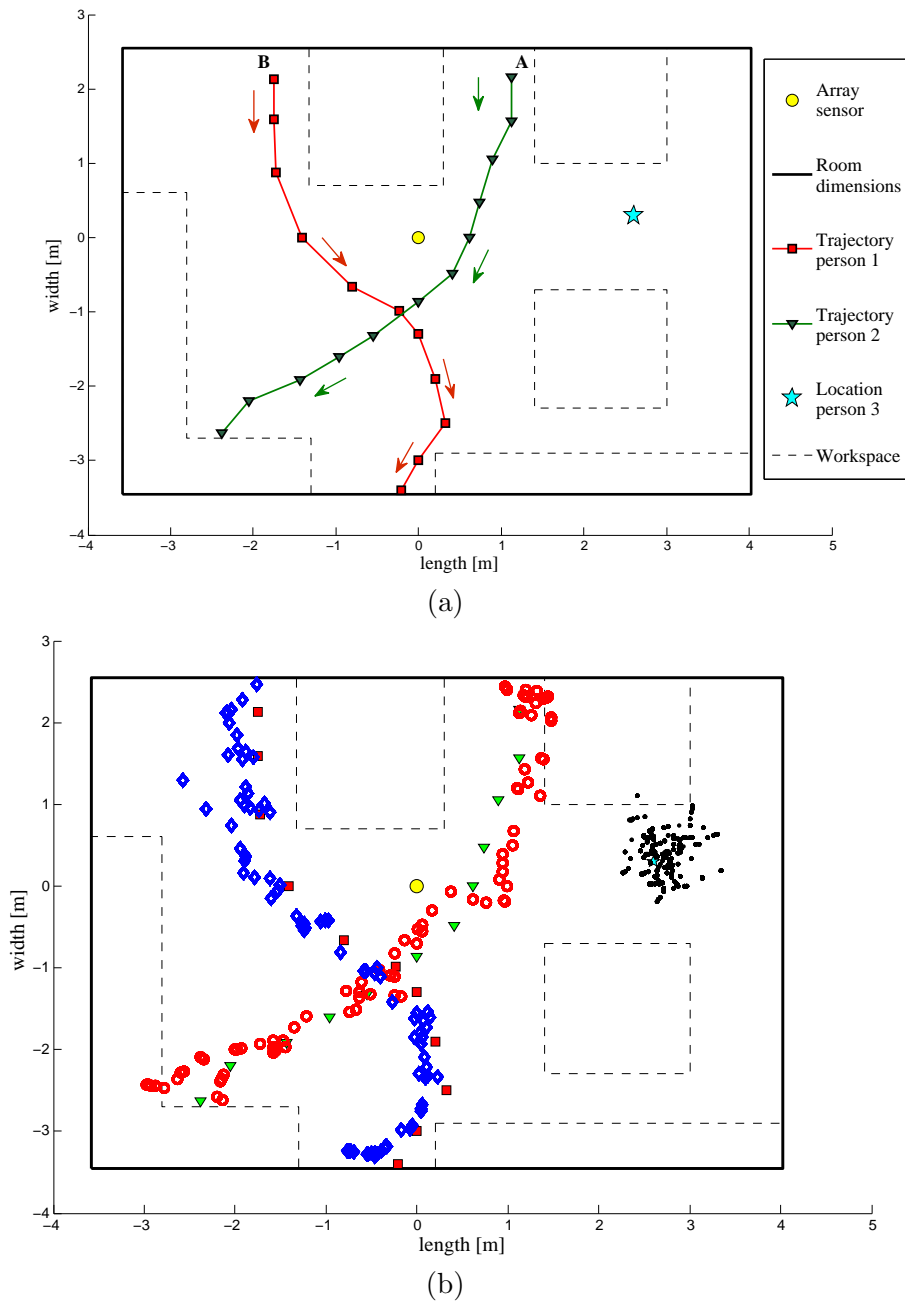 (a)
3
2
1
0
−1
−2
−3
−4
width [m]
−4
−3
−2
−1
0
1
2
3
4
5
length [m]
B
A
Array
sensor
Room
dimensions
Trajectory
person 1
Trajectory
person 2
Location
person 3
Workspace
(a)
3
2
1
0
−1
−2
−3
−4
width [m]
−4
−3
−2
−1
0
1
2
3
4
5
length [m]
(b)